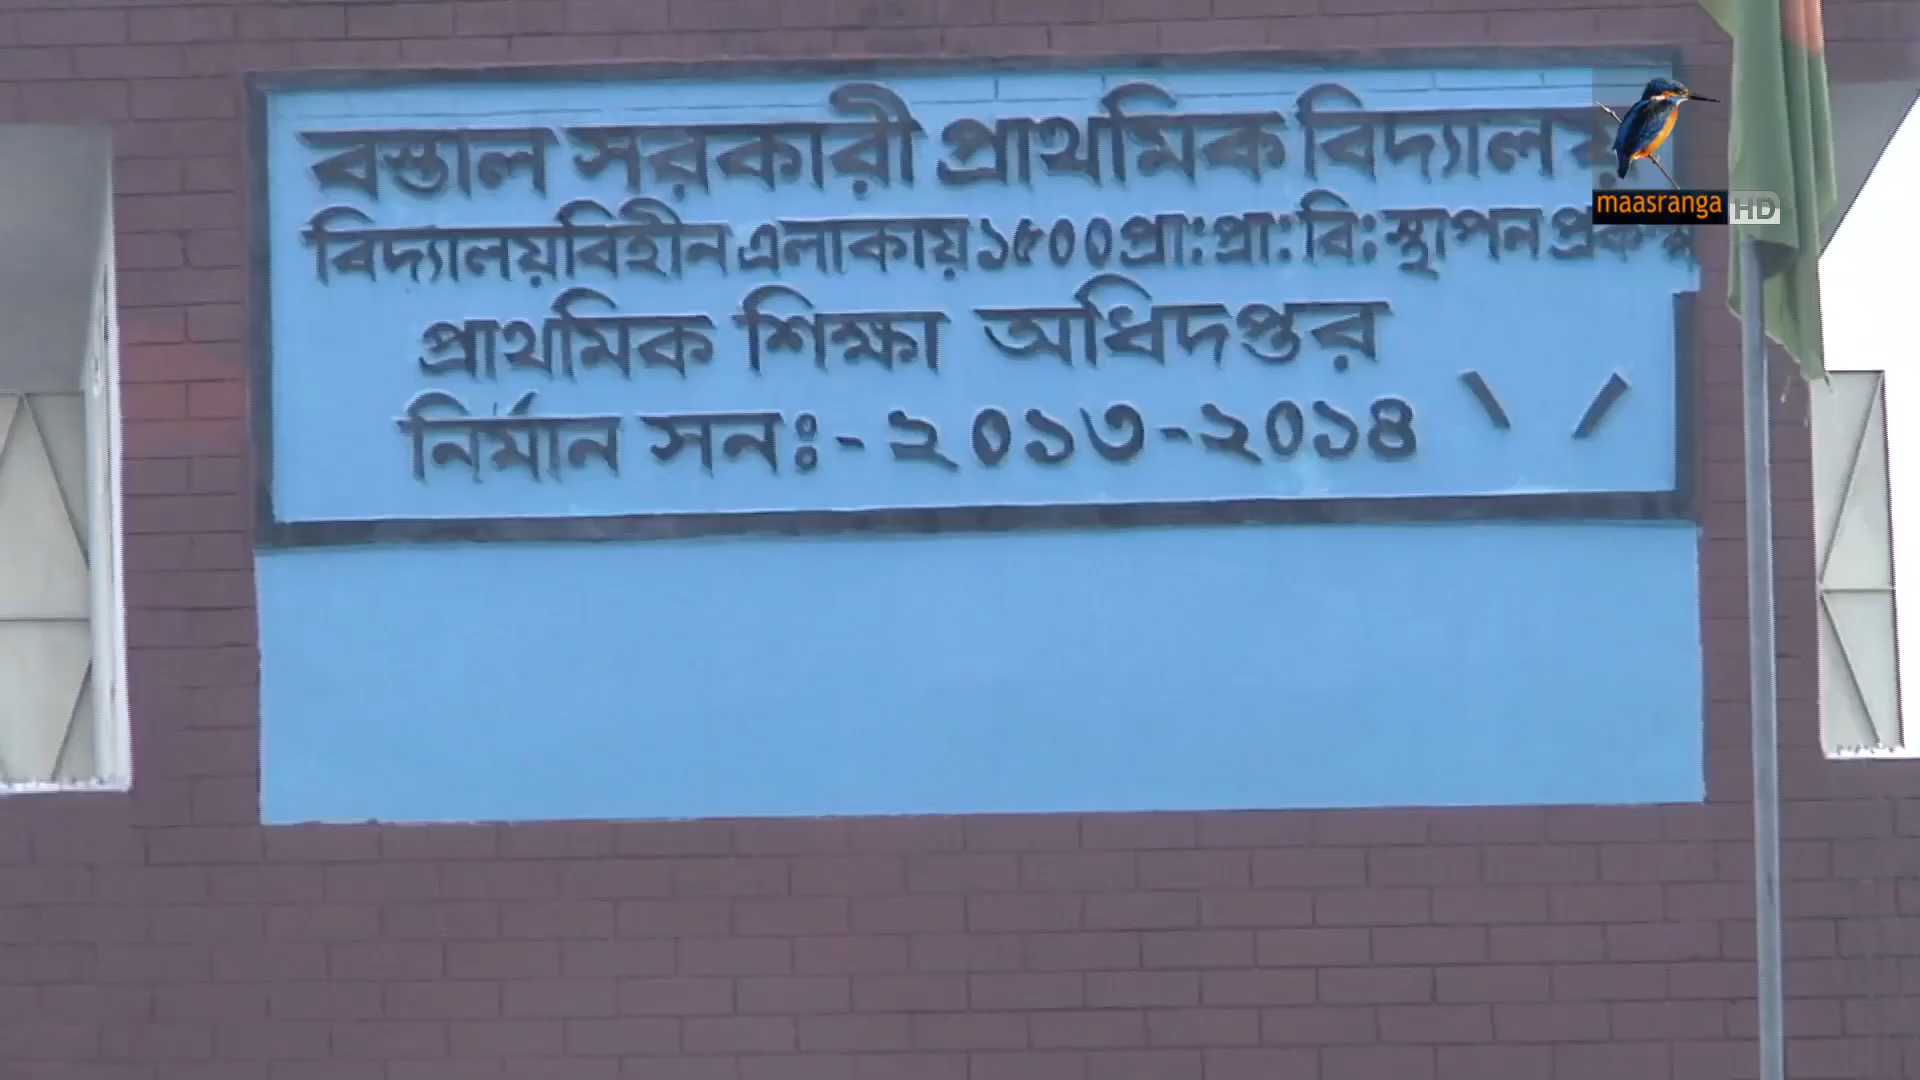 বস্তাল সরকারী প্রাথমিক বিদ্যালয়
বিদ্যালয়বিহীন এলাকায় ১৫০০ প্রা: প্রা: বি: স্থাপন প্রকল্প
প্রাথমিক শিক্ষা অধিদপ্তর
নির্মান সনঃ- ২০১৩-২০১৪
maasranga HD